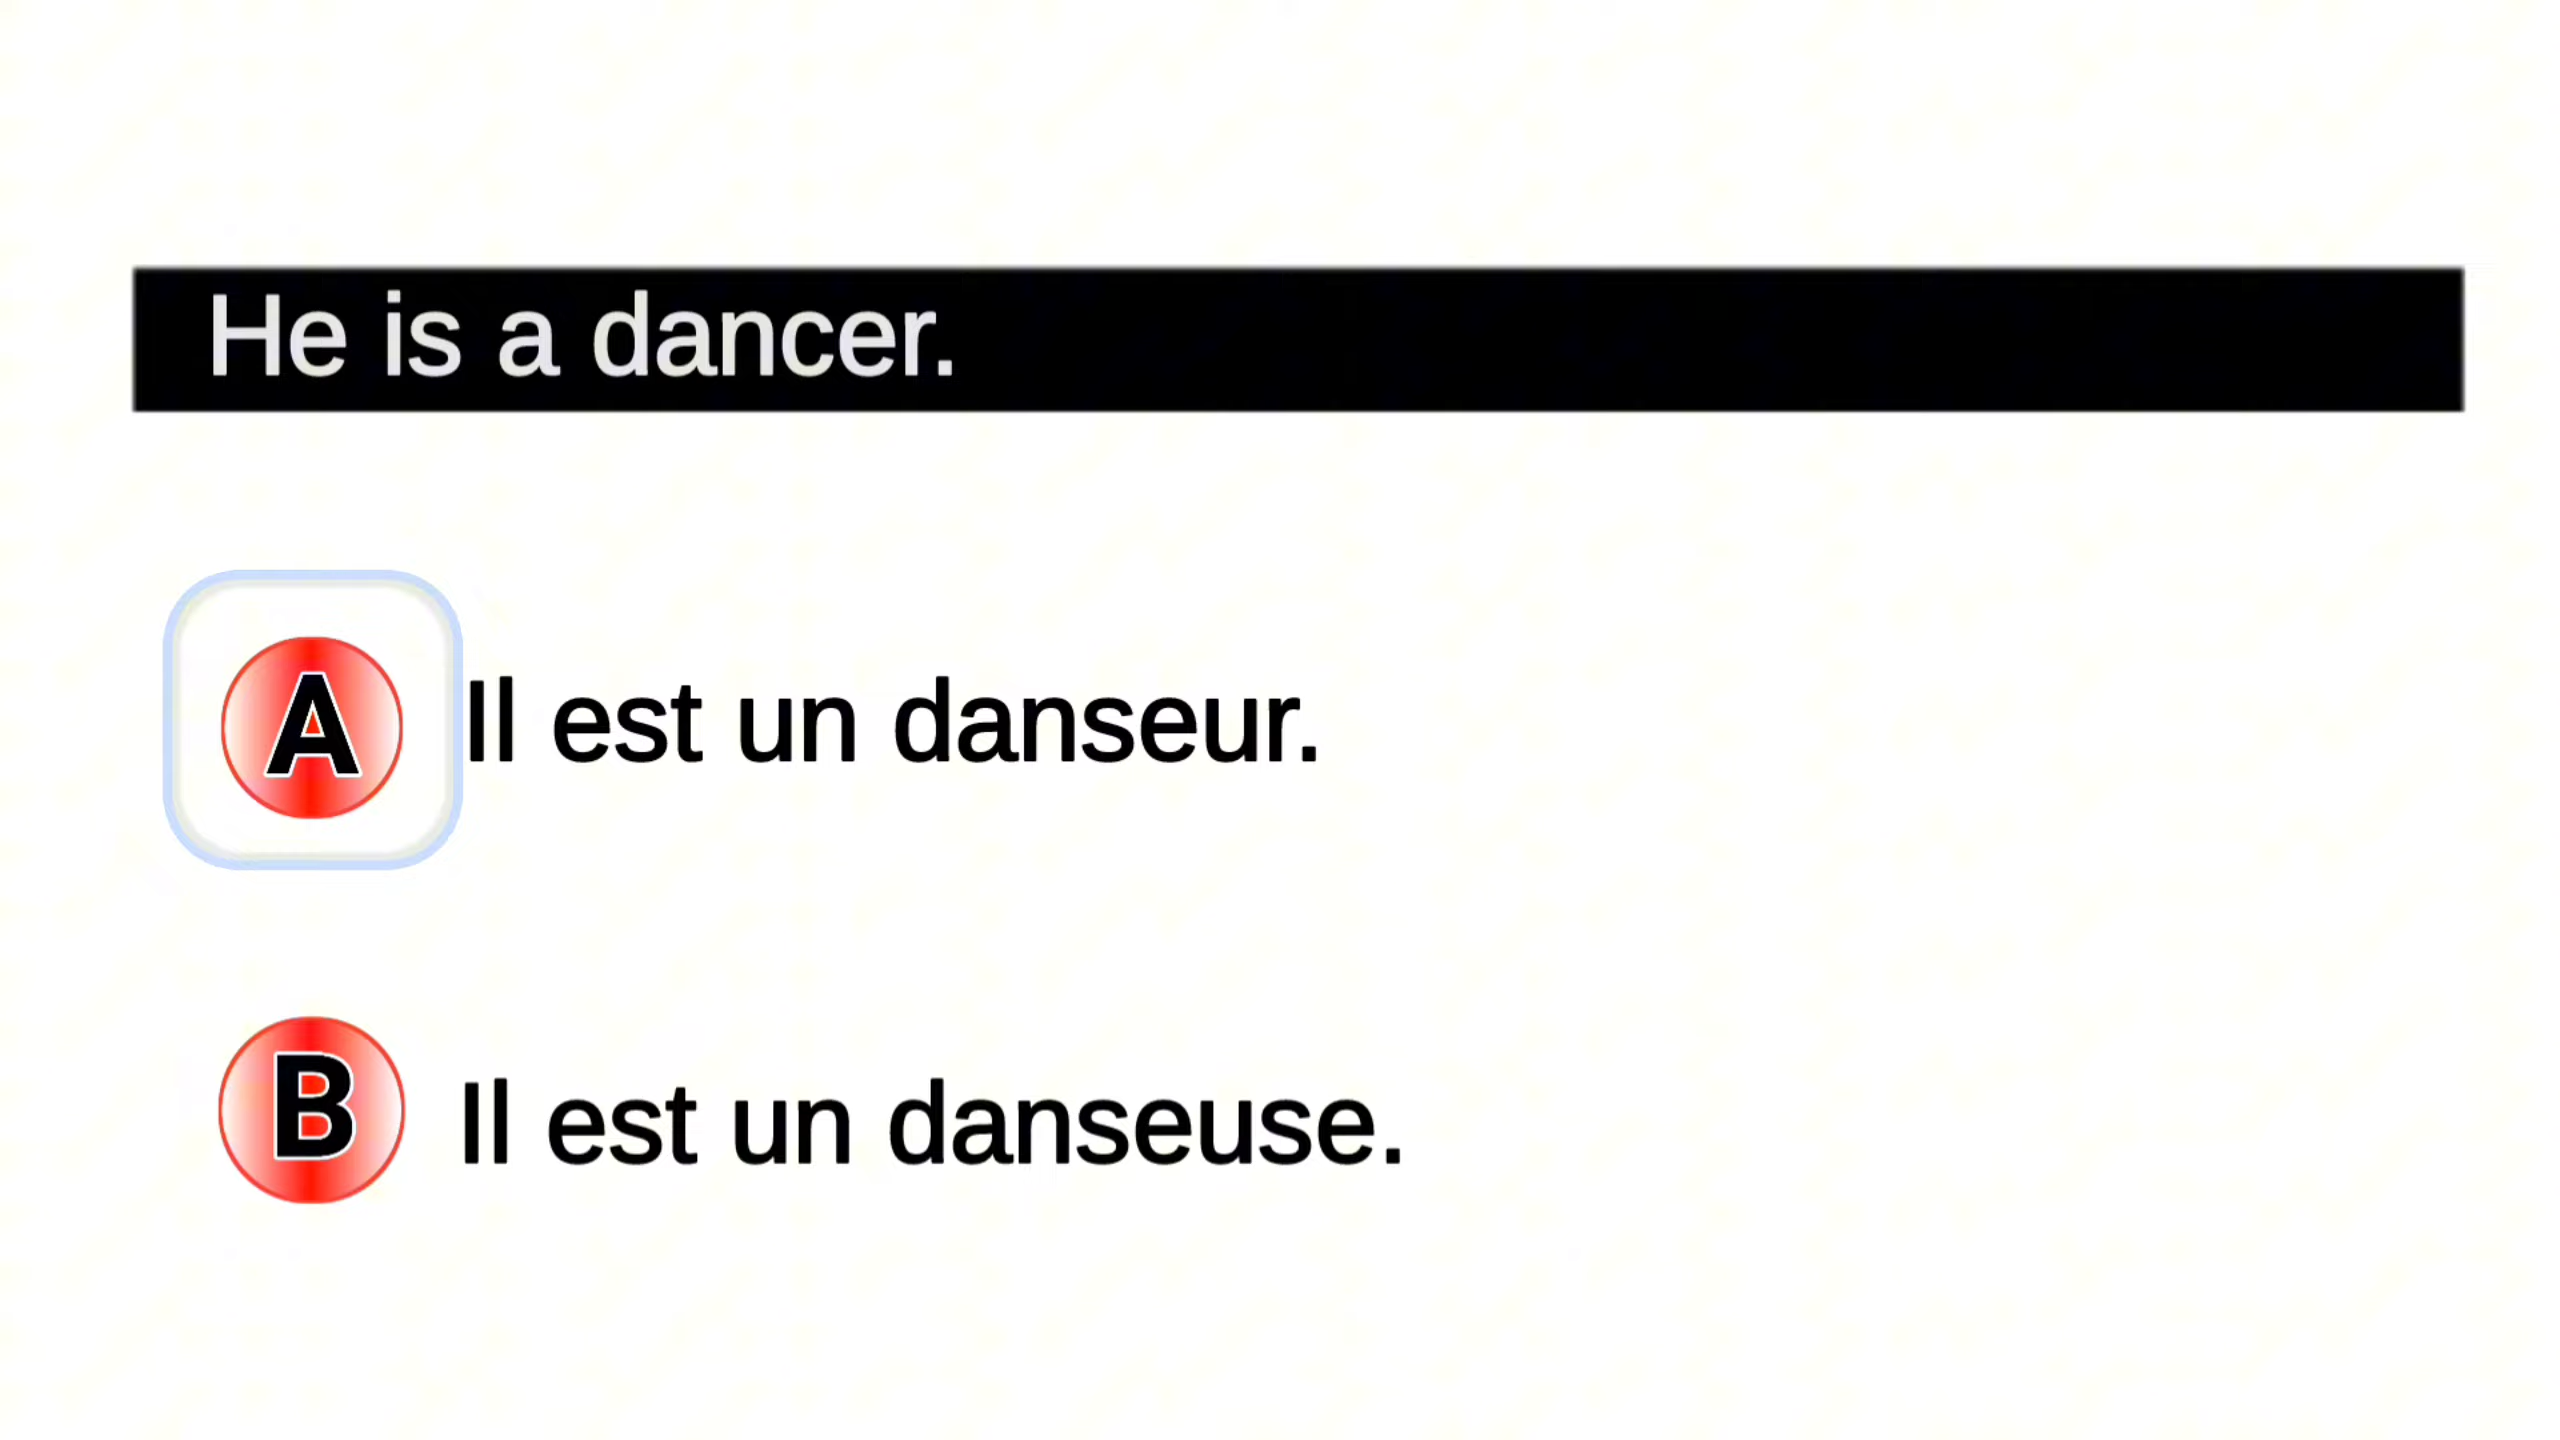 He is a dancer.
A Il est un danseur.
B Il est un danseuse.